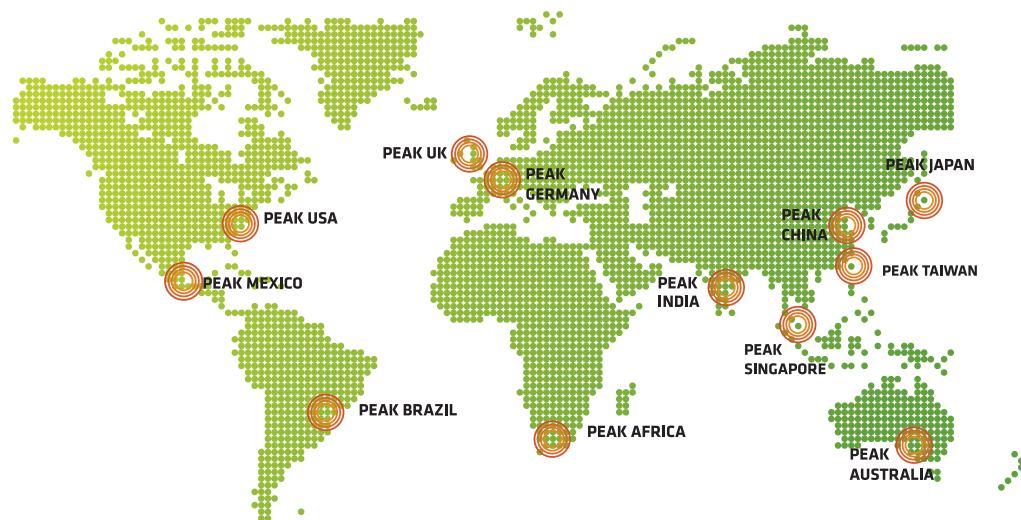 PEAK UK
PEAK JAPAN
PEAK
GERMANY
PEAK USA
PEAK
CHINA
PEAK TAIWAN
PEAK MEXICO
PEAK
INDIA
PEAK
SINGAPORE
PEAK BRAZIL
PEAK AFRICA
PEAK
AUSTRALIA